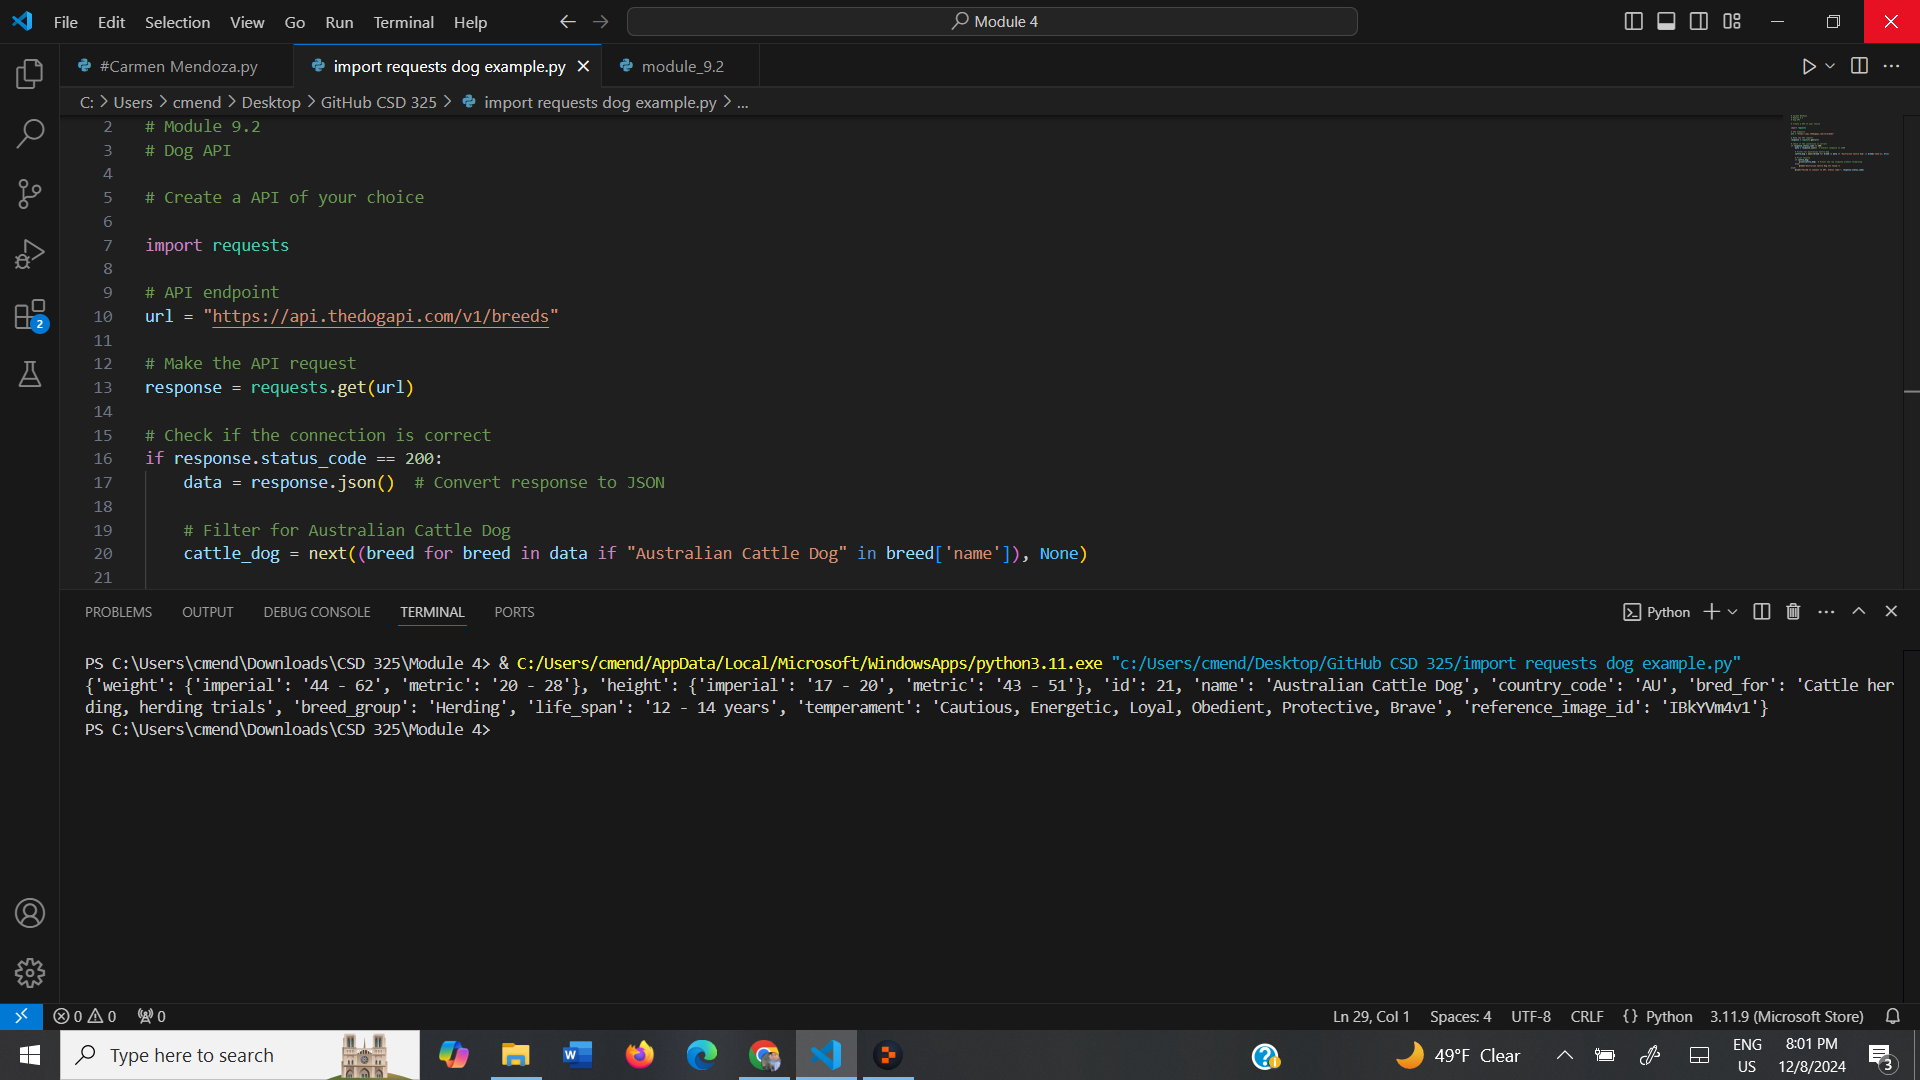 File Edit Selection View Go Run Terminal Help
Module 4
#Carmen Mendoza.py
import requests dog example.py
module_9.2
C: > Users > cmend > Desktop > GitHub CSD 325 > import requests dog example.py > ...
2 # Module 9.2
3 # Dog API
4
5 # Create a API of your choice
6
7 import requests
8
9 # API endpoint
10 url = "https://api.thedogapi.com/v1/breeds"
11
12 # Make the API request
13 response = requests.get(url)
14
15 # Check if the connection is correct
16 if response.status_code == 200:
17 data = response.json() # Convert response to JSON
18
19 # Filter for Australian Cattle Dog
20 cattle_dog = next((breed for breed in data if "Australian Cattle Dog" in breed['name']), None)
21
PROBLEMS OUTPUT DEBUG CONSOLE TERMINAL PORTS
Python
PS C:\Users\cmend\Downloads\CSD 325\Module 4> & C:/Users/cmend/AppData/Local/Microsoft/WindowsApps/python3.11.exe "c:/Users/cmend/Desktop/GitHub CSD 325/import requests dog example.py"
{'weight': {'imperial': '44 - 62', 'metric': '20 - 28'}, 'height': {'imperial': '17 - 20', 'metric': '43 - 51'}, 'id': 21, 'name': 'Australian Cattle Dog', 'country_code': 'AU', 'bred_for': 'Cattle her
ding, herding trials', 'breed_group': 'Herding', 'life_span': '12 - 14 years', 'temperament': 'Cautious, Energetic, Loyal, Obedient, Protective, Brave', 'reference_image_id': 'IBkYVm4v1'}
PS C:\Users\cmend\Downloads\CSD 325\Module 4>
2
0 0 0
Ln 29, Col 1 Spaces: 4 UTF-8 CRLF {} Python 3.11.9 (Microsoft Store)
Type here to search
49°F Clear
ENG
US
8:01 PM
12/8/2024
3